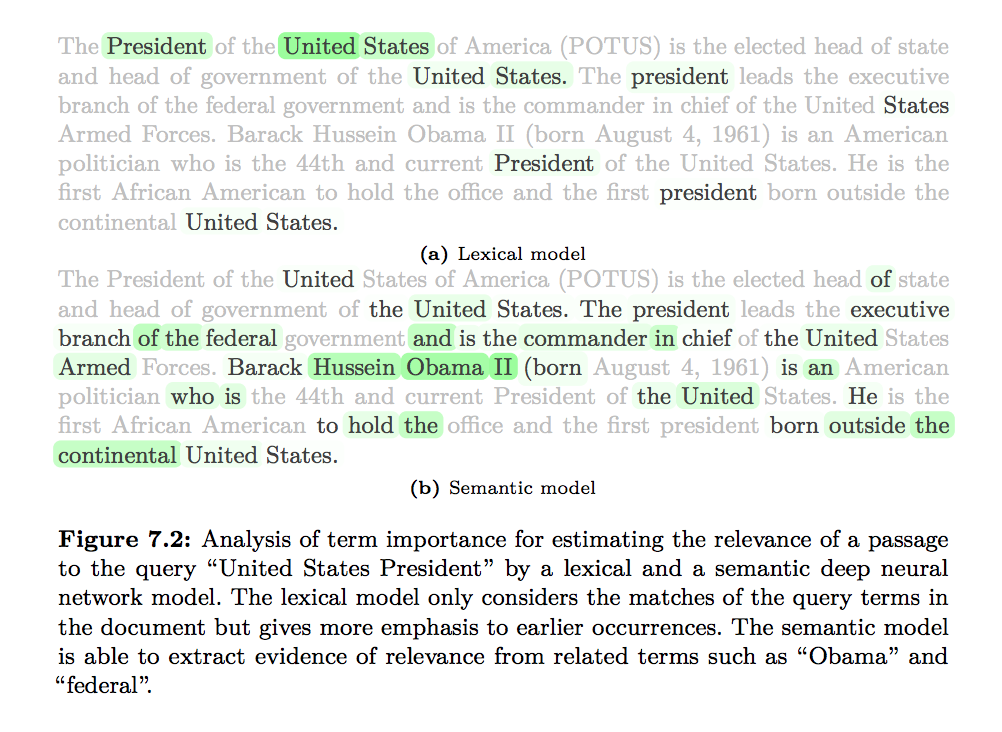 The President of the United States of America (POTUS) is the elected head of state
and head of government of the United States. The president leads the executive
branch of the federal government and is the commander in chief of the United States
Armed Forces. Barack Hussein Obama II (born August 4, 1961) is an American
politician who is the 44th and current President of the United States. He is the
first African American to hold the office and the first president born outside the
continental United States.
(a) Lexical model
The President of the United States of America (POTUS) is the elected head of state
and head of government of the United States. The president leads the executive
branch of the federal government and is the commander in chief of the United States
Armed Forces. Barack Hussein Obama II (born August 4, 1961) is an American
politician who is the 44th and current President of the United States. He is the
first African American to hold the office and the first president born outside the
continental United States.
(b) Semantic model
Figure 7.2: Analysis of term importance for estimating the relevance of a passage
to the query “United States President” by a lexical and a semantic deep neural
network model. The lexical model only considers the matches of the query terms in
the document but gives more emphasis to earlier occurrences. The semantic model
is able to extract evidence of relevance from related terms such as “Obama” and
“federal”.